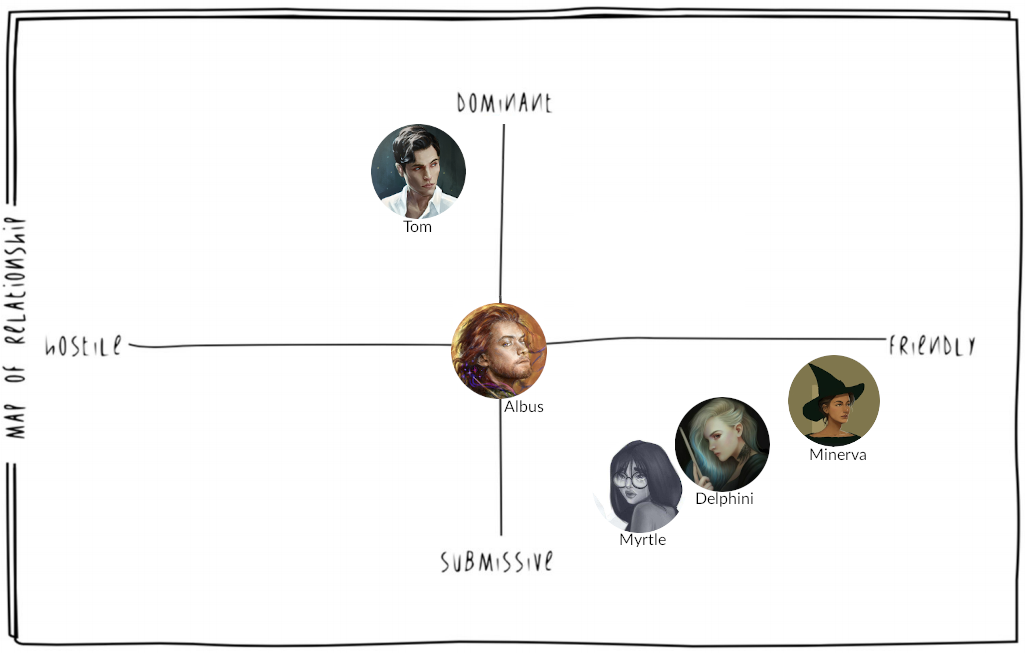 DOMINANT
Tom
MAP OF RELATIONSHIP
HOSTILE
FRIENDLY
Albus
Minerva
Delphini
Myrtle
SUBMISSIVE